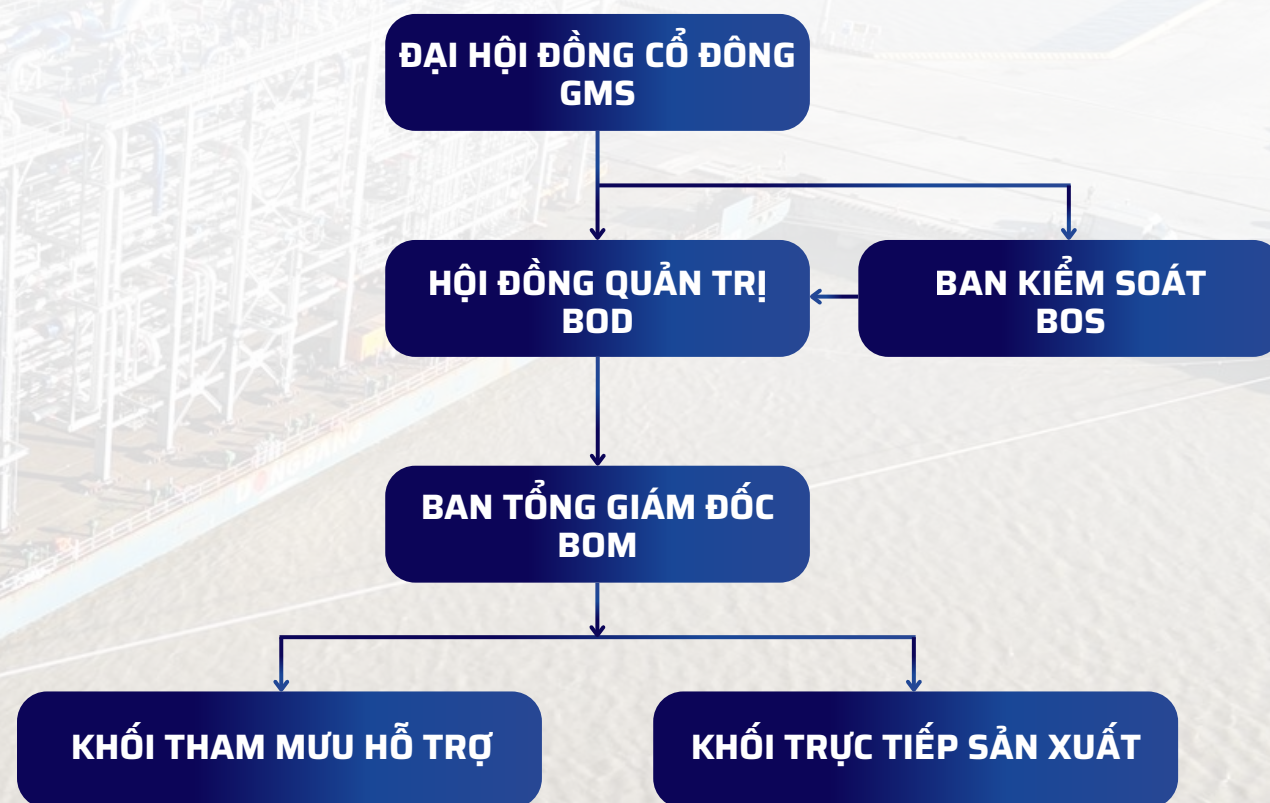 ĐẠI HỘI ĐỒNG CỔ ĐÔNG
GMS
HỘI ĐỒNG QUẢN TRỊ
BOD
BAN KIỂM SOÁT
BOS
BAN TỔNG GIÁM ĐỐC
BOM
KHỐI THAM MƯU HỖ TRỢ
KHỐI TRỰC TIẾP SẢN XUẤT
DONGBANG